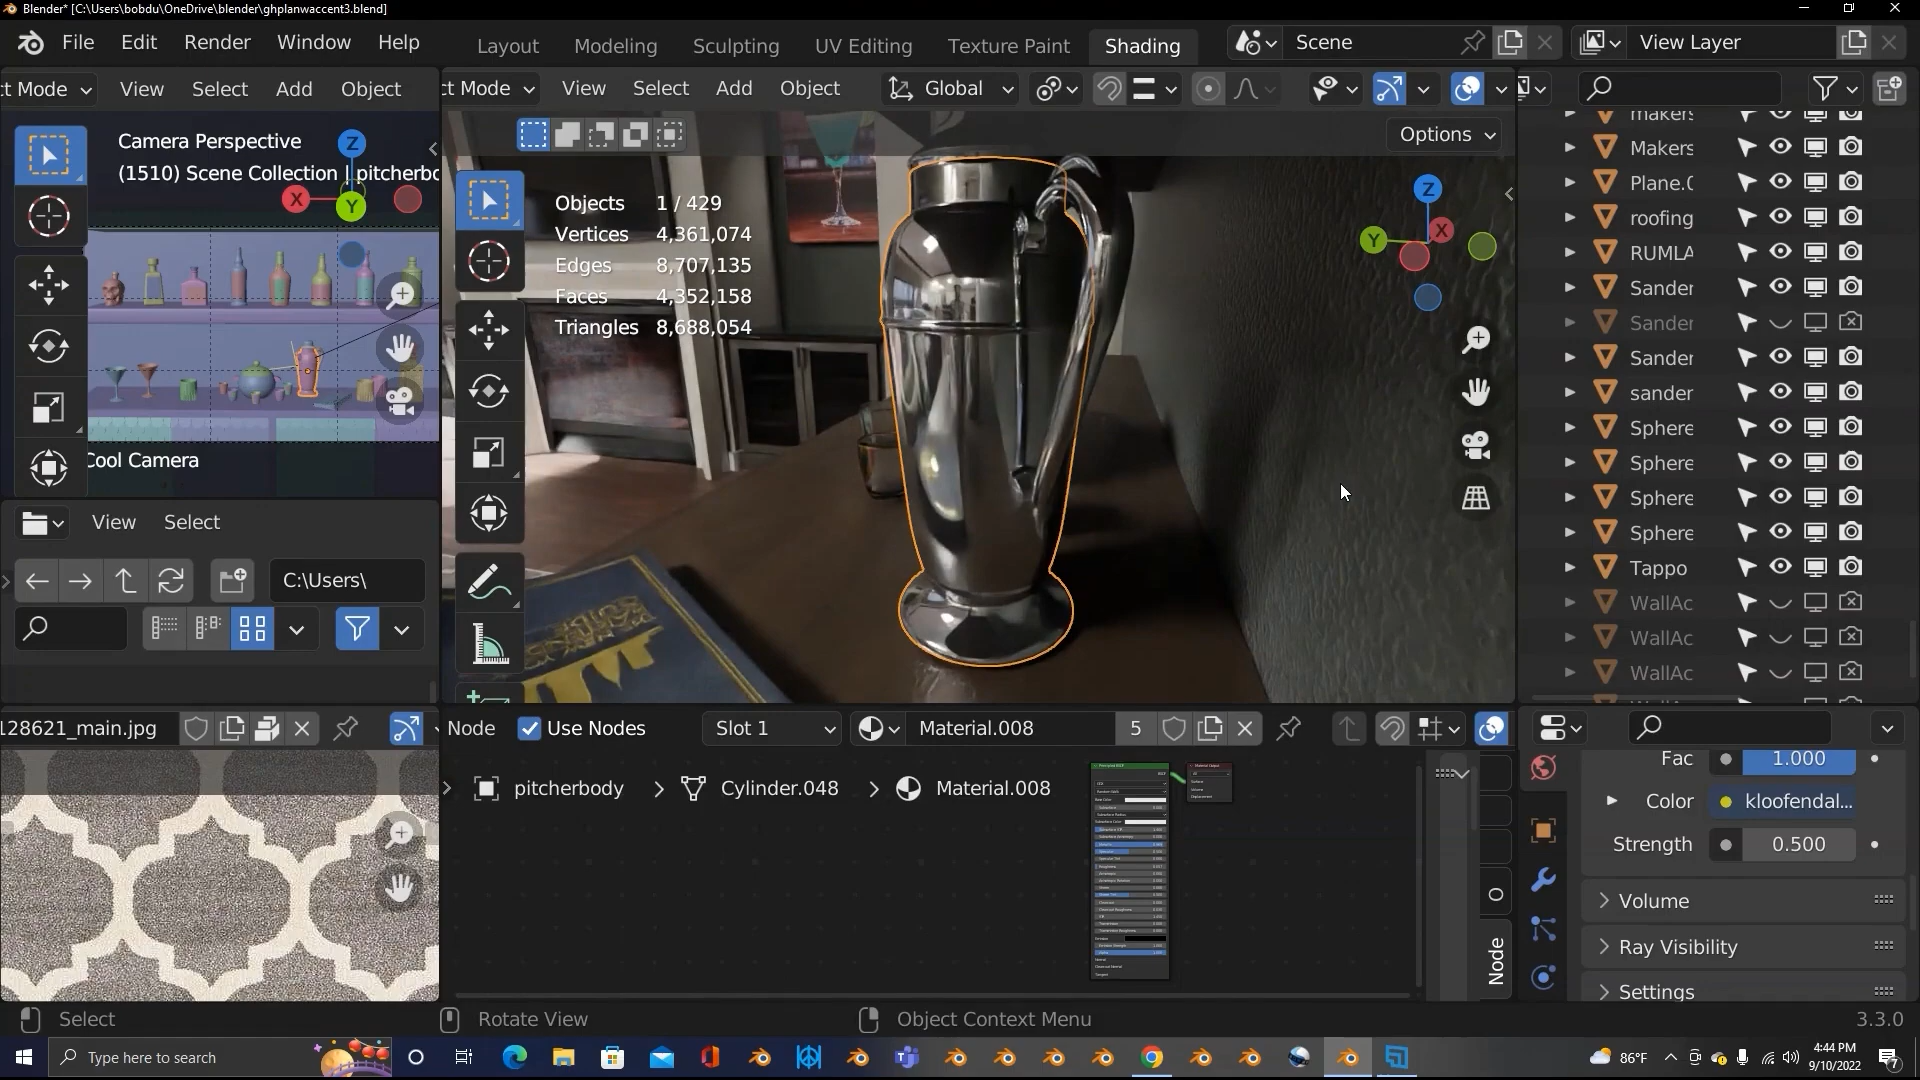 Blender* [C:\Users\bobdu\OneDrive\blender\ghplanwaccent3.blend]
File Edit Render Window Help
Layout Modeling Sculpting UV Editing Texture Paint Shading
Scene
View Layer
ct Mode View Select Add Object
ct Mode View Select Add Object Global
Options
Camera Perspective
(1510) Scene Collection | pitcherbo
Z
X
Y
Cool Camera
Objects 1 / 429
Vertices 4,361,074
Edges 8,707,135
Faces 4,352,158
Triangles 8,688,054
Z
Y
X
makers
Makers
Plane.0
roofing
RUMLA
Sander
Sander
Sander
sander
Sphere
Sphere
Sphere
Sphere
Tappo
WallAc
WallAc
WallAc
View Select
C:\Users\
128621_main.jpg
Node Use Nodes Slot 1 Material.008 5
pitcherbody > Cylinder.048 > Material.008
Node
Fac 1.000
Color kloofendal...
Strength 0.500
Volume
Ray Visibility
Settings
Select Rotate View Object Context Menu 3.3.0
Type here to search
86°F
4:44 PM
9/10/2022
7